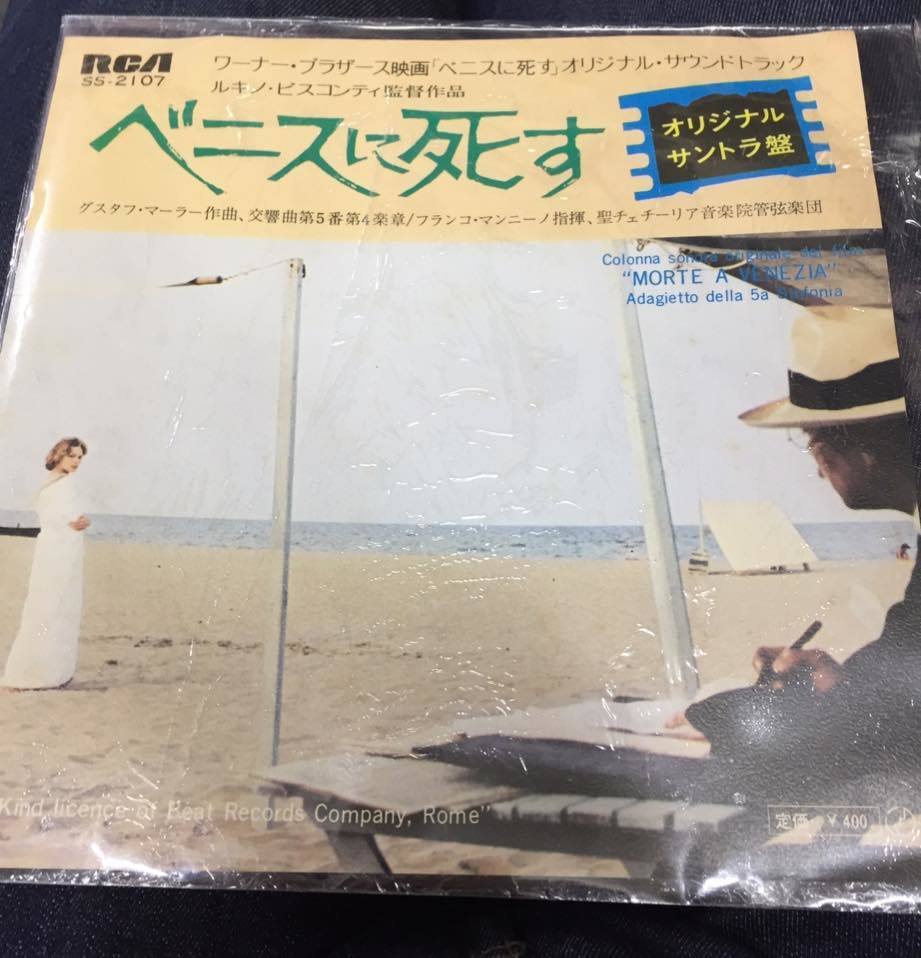 RCA
SS-2107
ワーナー・ブラザース映画「ベニスに死す」オリジナル・サウンドトラック
ルキノ・ビスコンティ監督作品
ベニスに死す
オリジナル
サントラ盤
グスタフ・マーラー作曲、交響曲第5番第4楽章/フランコ・マンニーノ指揮、聖チェチーリア音楽院管弦楽団
Colonna sonora originale del film
"MORTE A VENEZIA"
Adagietto della 5a Sinfonia
Kind licence of Beat Records Company, Rome"
定価 ¥400